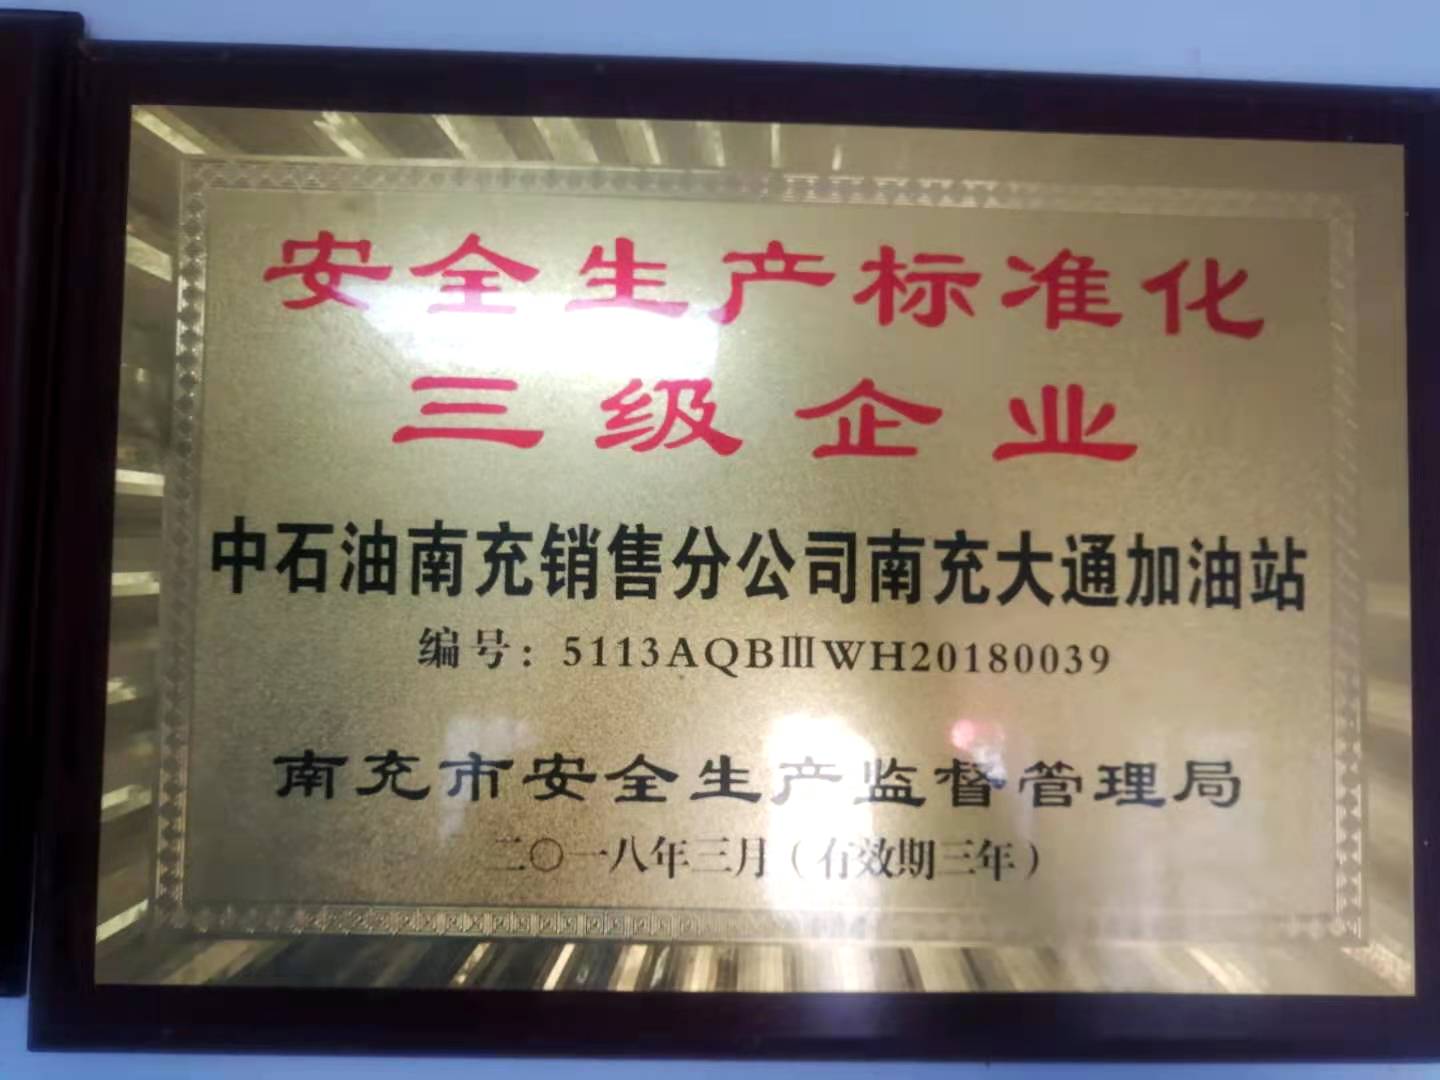 安全生产标准化
三级企业
中石油南充销售分公司南充大通加油站
编号：5113AQBⅢWH20180039
南充市安全生产监督管理局
二〇一八年三月（有效期三年）